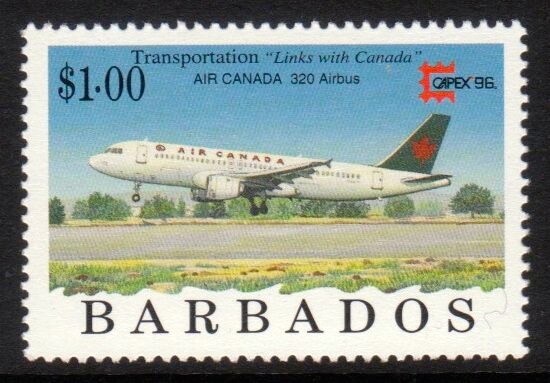 Transportation "Links with Canada"
$1.00
AIR CANADA 320 Airbus
CAPEX 96.
AIR CANADA
BARBADOS